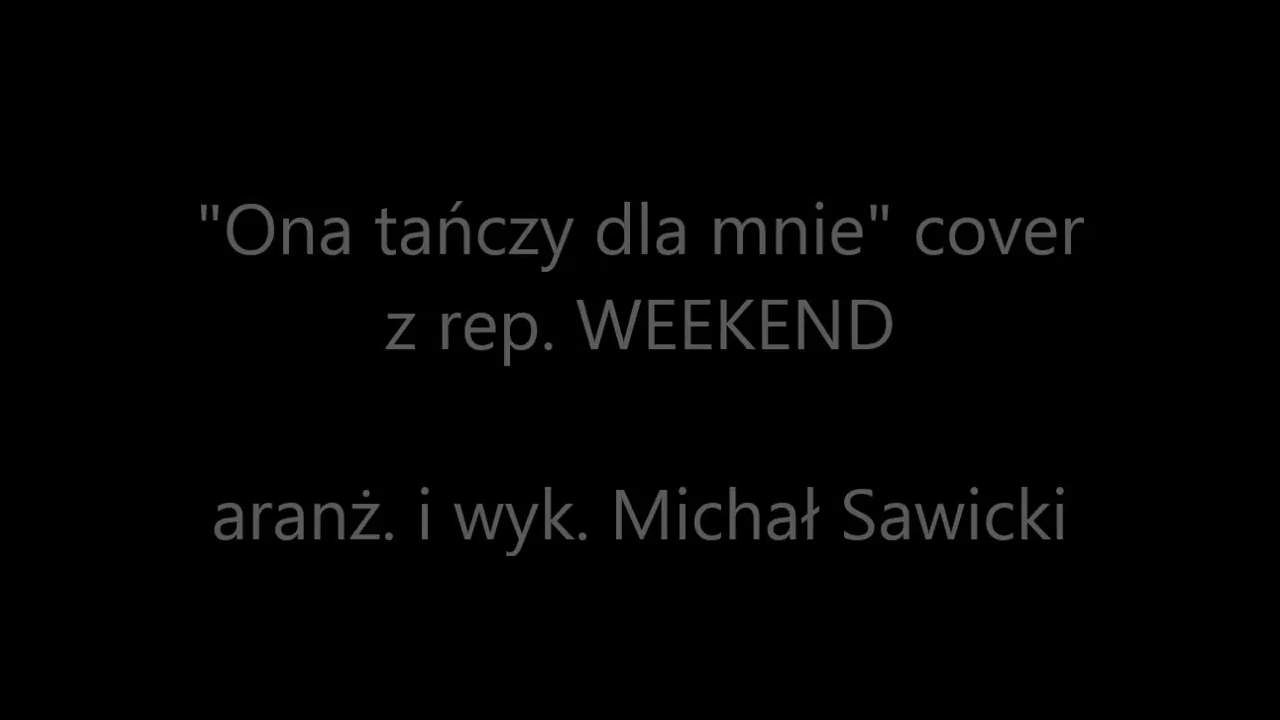 "Ona tańczy dla mnie" cover
z rep. WEEKEND
aranż. i wyk. Michał Sawicki